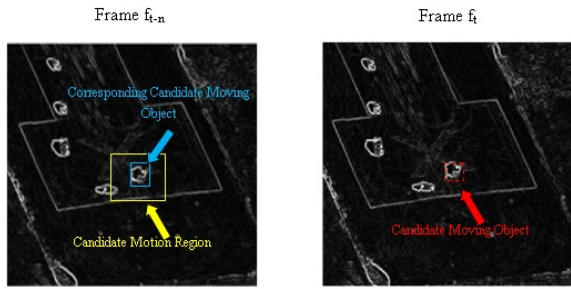 Frame ft-n
Frame ft
Corresponding Candidate Moving
Object
Candidate Motion Region
Candidate Moving Object